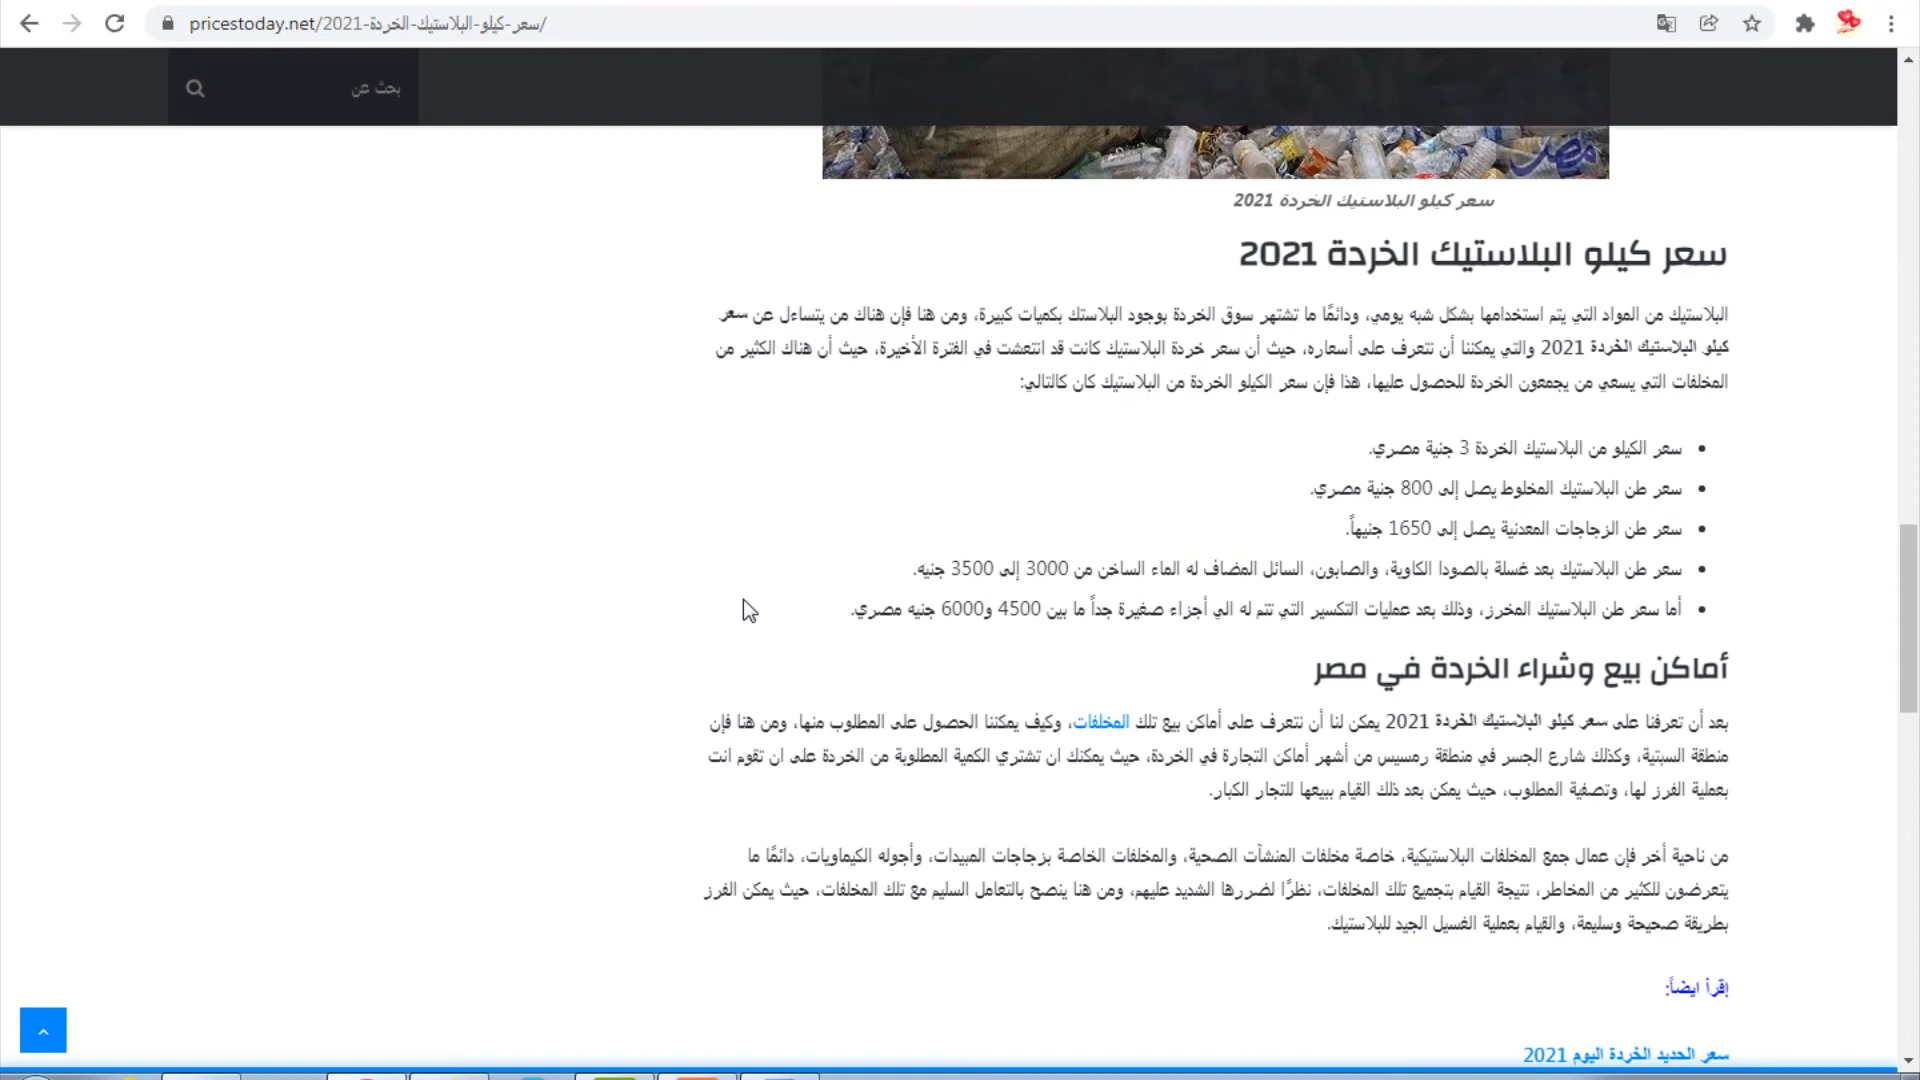 pricestoday.net/سعر-كيلو-البلاستيك-الخردة-2021/
بحث عن
مصر
سعر كيلو البلاستيك الخردة 2021
سعر كيلو البلاستيك الخردة 2021
البلاستيك من المواد التي يتم استخدامها بشكل شبه يومي، ودائمًا ما تشتهر سوق الخردة بوجود البلاستك بكميات كبيرة، ومن هنا فإن هناك من يتساءل عن سعر
كيلو البلاستيك الخردة 2021 والتي يمكننا أن نتعرف على أسعاره، حيث أن سعر خردة البلاستيك كانت قد انتعشت في الفترة الأخيرة، حيث أن هناك الكثير من
المخلفات التي يسعي من يجمعون الخردة للحصول عليها، هذا فإن سعر الكيلو الخردة من البلاستيك كان كالتالي:
سعر الكيلو من البلاستيك الخردة 3 جنية مصري.
سعر طن البلاستيك المخلوط يصل إلى 800 جنية مصري.
سعر طن الزجاجات المعدنية يصل إلى 1650 جنيهاً.
سعر طن البلاستيك بعد غسلة بالصودا الكاوية، والصابون، السائل المضاف له الماء الساخن من 3000 إلى 3500 جنيه.
أما سعر طن البلاستيك المخرز، وذلك بعد عمليات التكسير التي تتم له الي أجزاء صغيرة جداً ما بين 4500 و6000 جنيه مصري.
أماكن بيع وشراء الخردة في مصر
بعد أن تعرفنا على سعر كيلو البلاستيك الخردة 2021 يمكن لنا أن نتعرف على أماكن بيع تلك المخلفات، وكيف يمكننا الحصول على المطلوب منها، ومن هنا فإن
منطقة السبتية، وكذلك شارع الجسر في منطقة رمسيس من أشهر أماكن التجارة في الخردة، حيث يمكنك ان تشتري الكمية المطلوبة من الخردة على ان تقوم انت
بعملية الفرز لها، وتصفية المطلوب، حيث يمكن بعد ذلك القيام ببيعها للتجار الكبار.
من ناحية أخر فإن عمال جمع المخلفات البلاستيكية، خاصة مخلفات المنشآت الصحية، والمخلفات الخاصة بزجاجات المبيدات، وأجوله الكيماويات، دائمًا ما
يتعرضون للكثير من المخاطر، نتيجة القيام بتجميع تلك المخلفات، نظرًا لضررها الشديد عليهم، ومن هنا ينصح بالتعامل السليم مع تلك المخلفات، حيث يمكن الفرز
بطريقة صحيحة وسليمة، والقيام بعملية الغسيل الجيد للبلاستيك.
إقرأ ايضاً:
سعر الحديد الخردة اليوم 2021